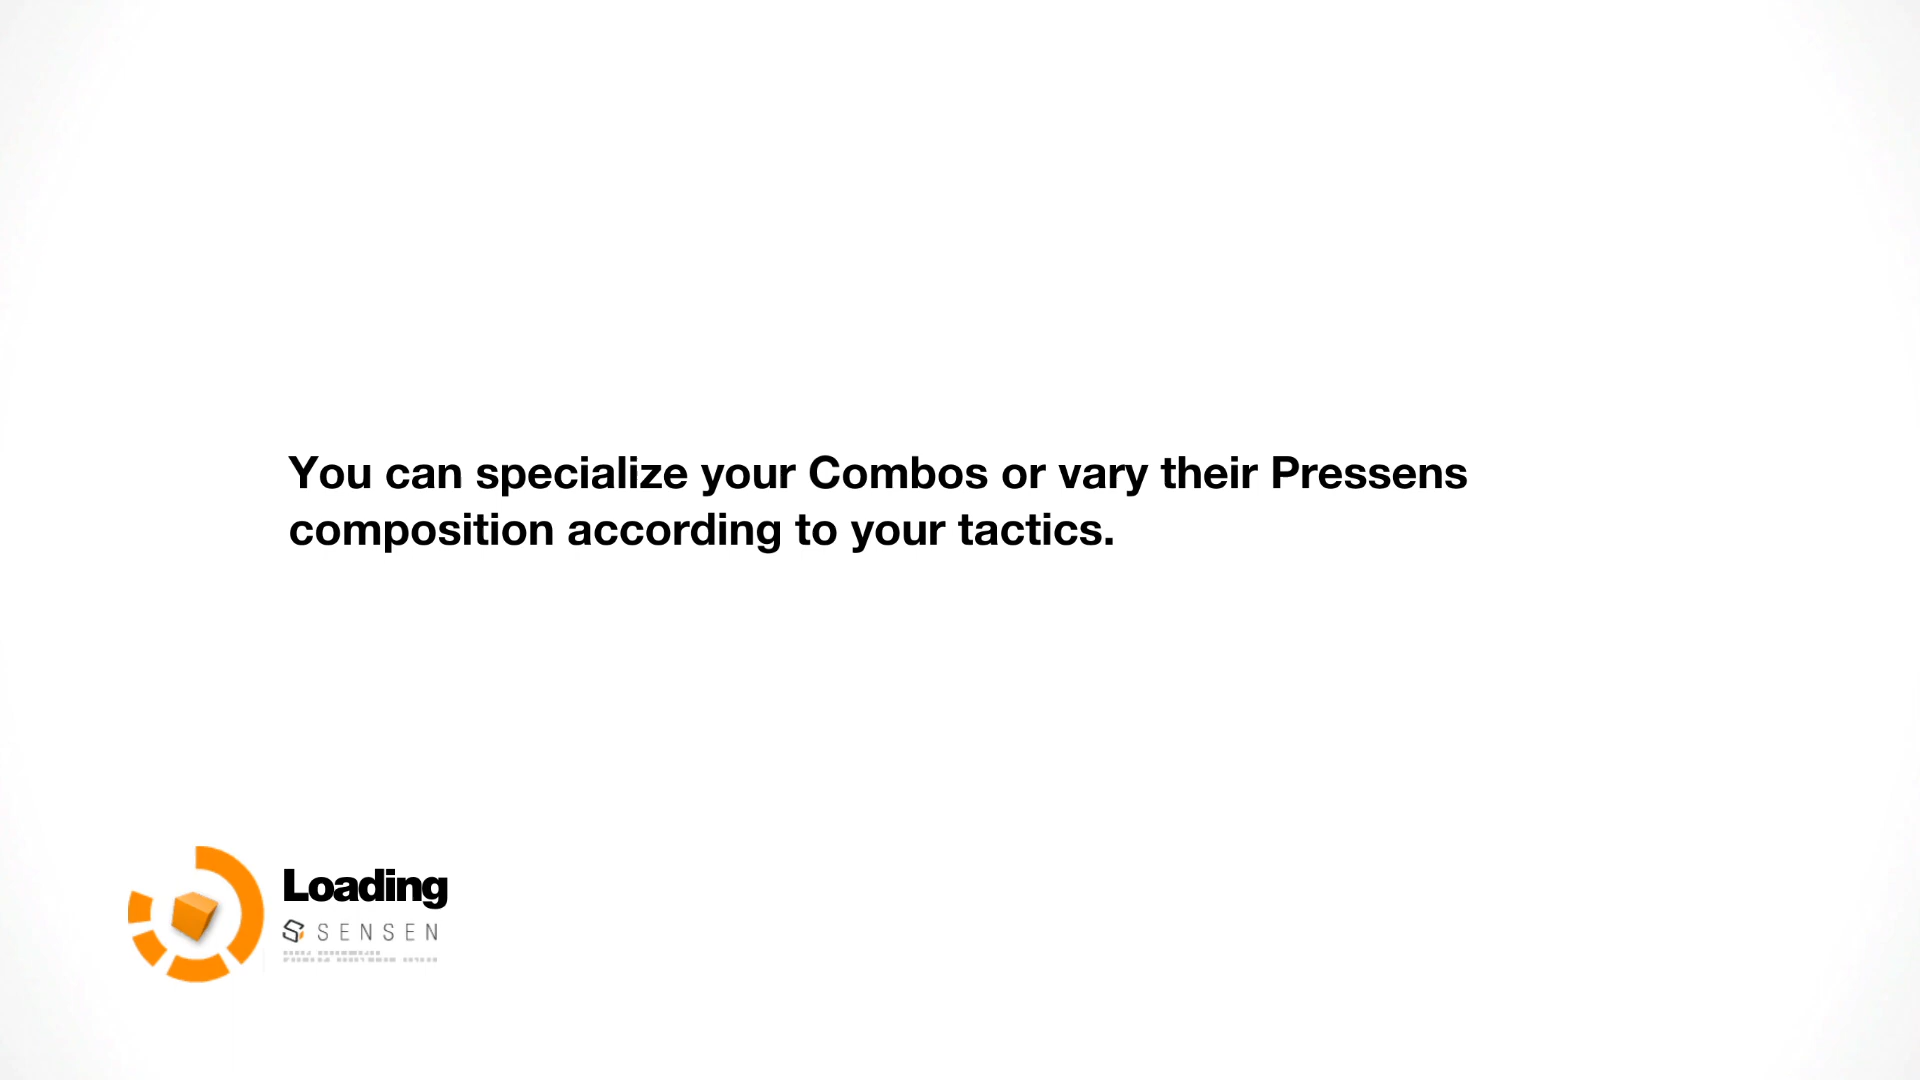 You can specialize your Combos or vary their Pressens
composition according to your tactics.
Loading
SENSEN